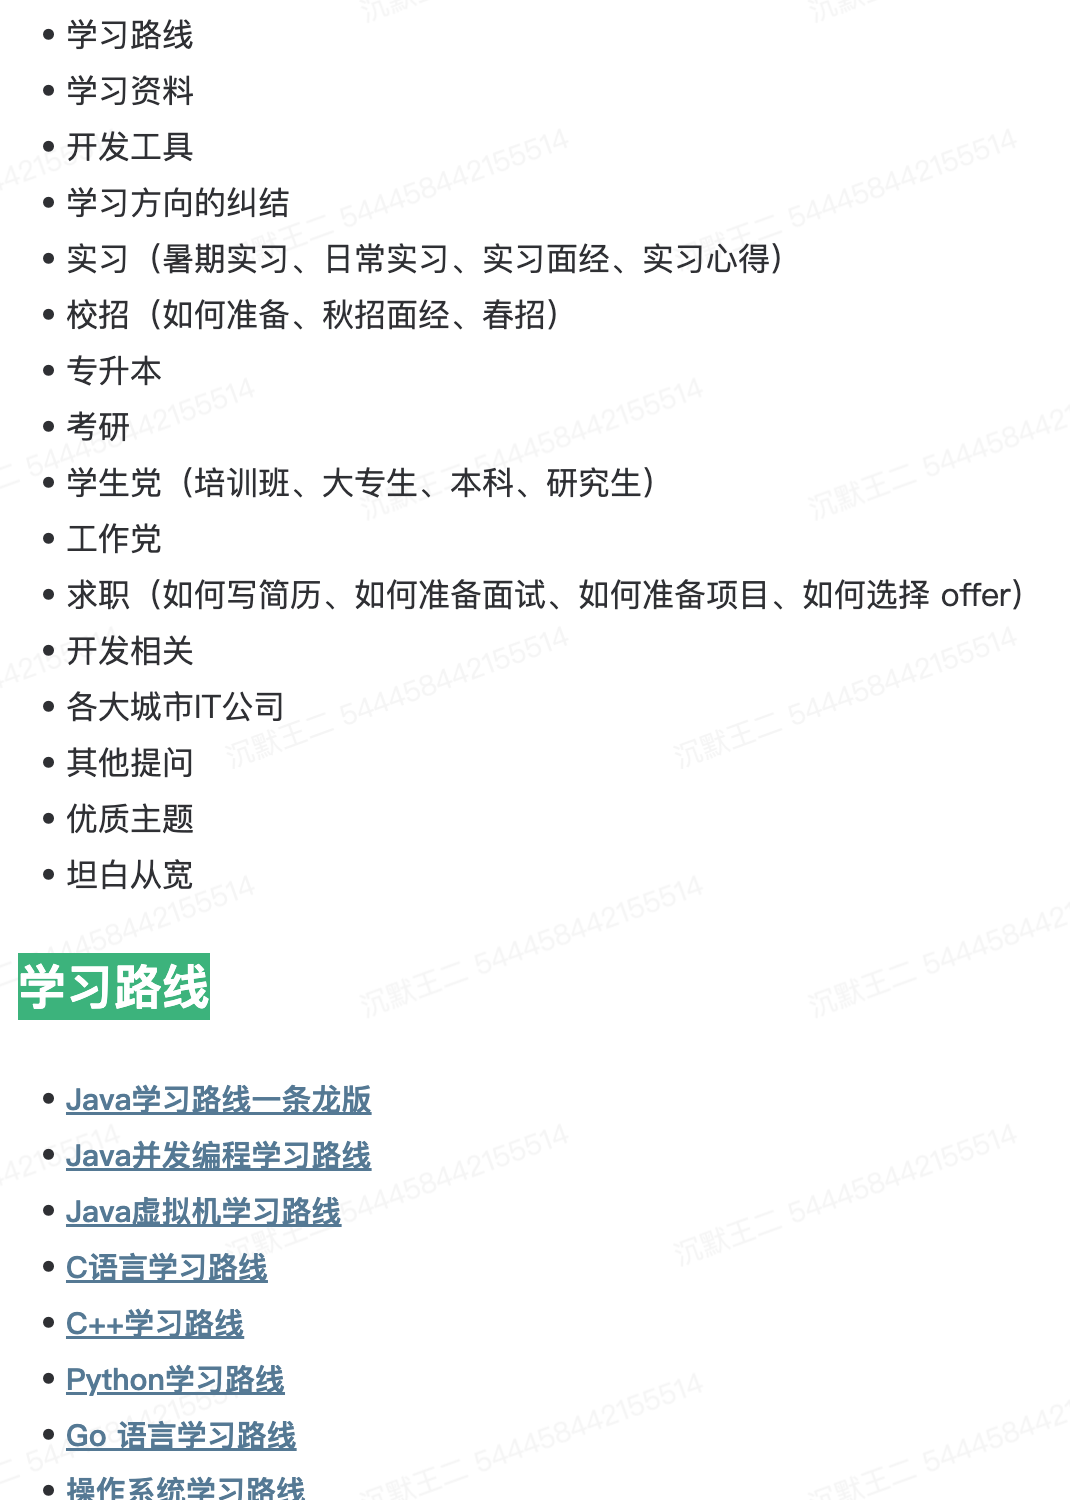 学习路线
学习资料
开发工具
学习方向的纠结
实习（暑期实习、日常实习、实习面经、实习心得）
校招（如何准备、秋招面经、春招）
专升本
考研
学生党（培训班、大专生、本科、研究生）
工作党
求职（如何写简历、如何准备面试、如何准备项目、如何选择 offer）
开发相关
各大城市IT公司
其他提问
优质主题
坦白从宽
学习路线
Java学习路线一条龙版
Java并发编程学习路线
Java虚拟机学习路线
C语言学习路线
C++学习路线
Python学习路线
Go 语言学习路线
操作系统学习路线
沉默王二 544458442155514